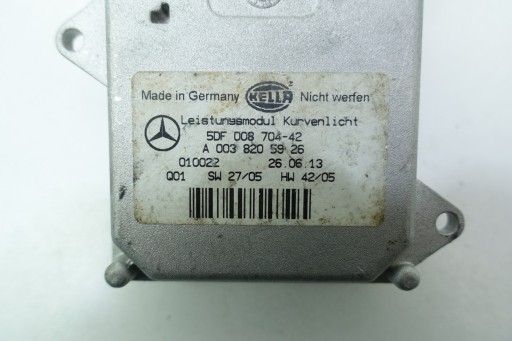 Made in Germany HELLA Nicht werfen
Leistungsmodul Kurvenlicht
5DF 008 704-42
A 003 820 59 26
010022 26.06.13
Q01 SW 27/05 HW 42/05